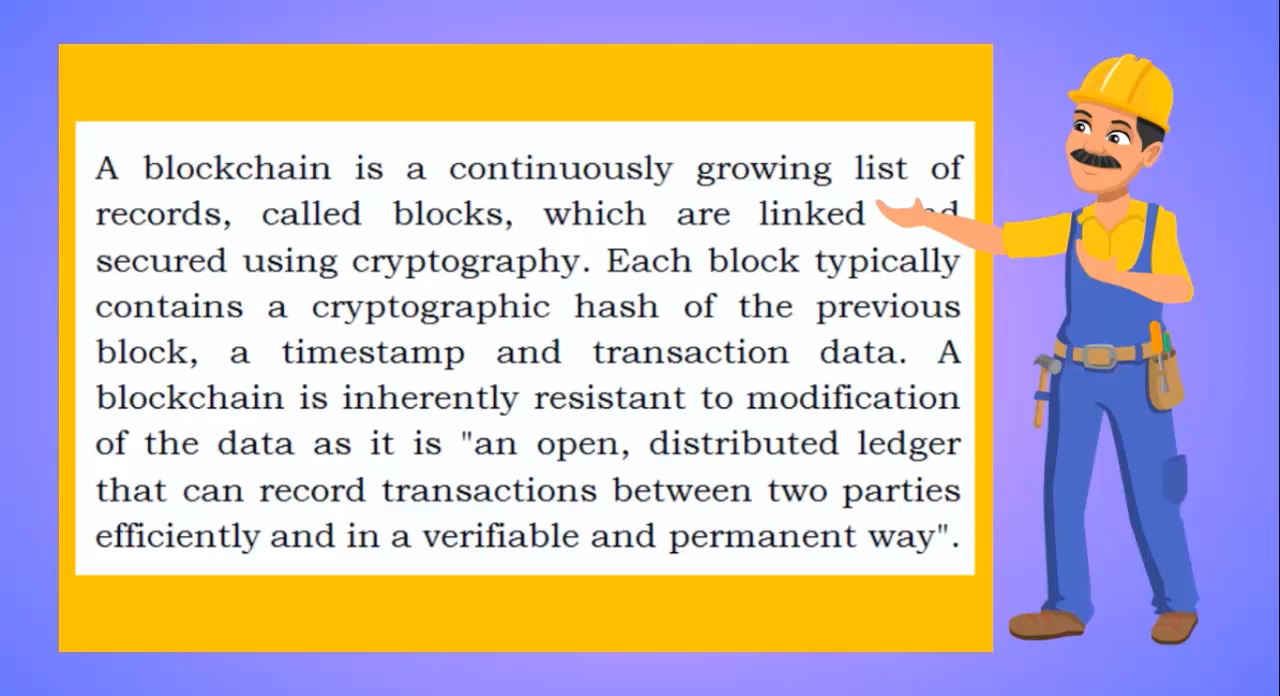 A blockchain is a continuously growing list of
records, called blocks, which are linked
secured using cryptography. Each block typically
contains a cryptographic hash of the previous
block, a timestamp and transaction data. A
blockchain is inherently resistant to modification
of the data as it is "an open, distributed ledger
that can record transactions between two parties
efficiently and in a verifiable and permanent way".